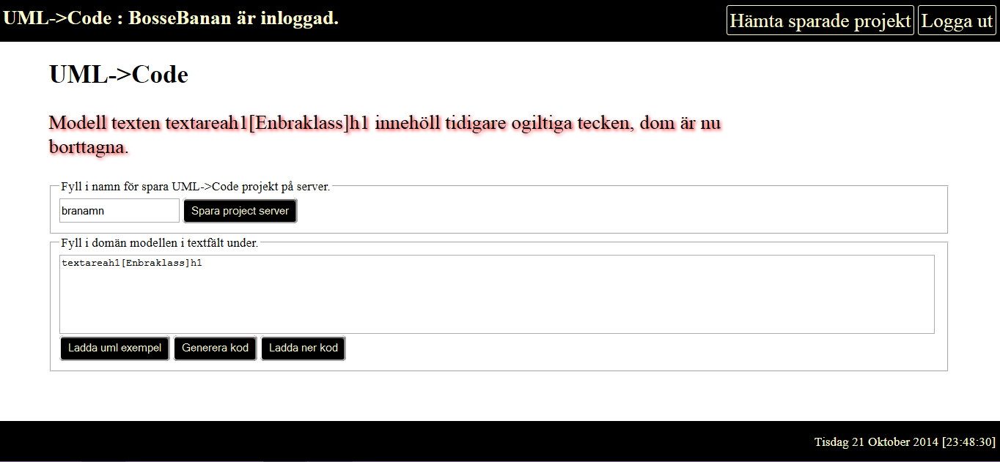 UML->Code : BosseBanan är inloggad.
Hämta sparade projekt
Logga ut
UML->Code
Modell texten textareah1[Enbraklass]h1 innehöll tidigare ogiltiga tecken, dom är nu
borttagna.
Fyll i namn för spara UML->Code projekt på server.
branamn
Spara project server
Fyll i domän modellen i textfält under.
textareah1[Enbraklass]h1
Ladda uml exempel
Generera kod
Ladda ner kod
Tisdag 21 Oktober 2014 [23:48:30]